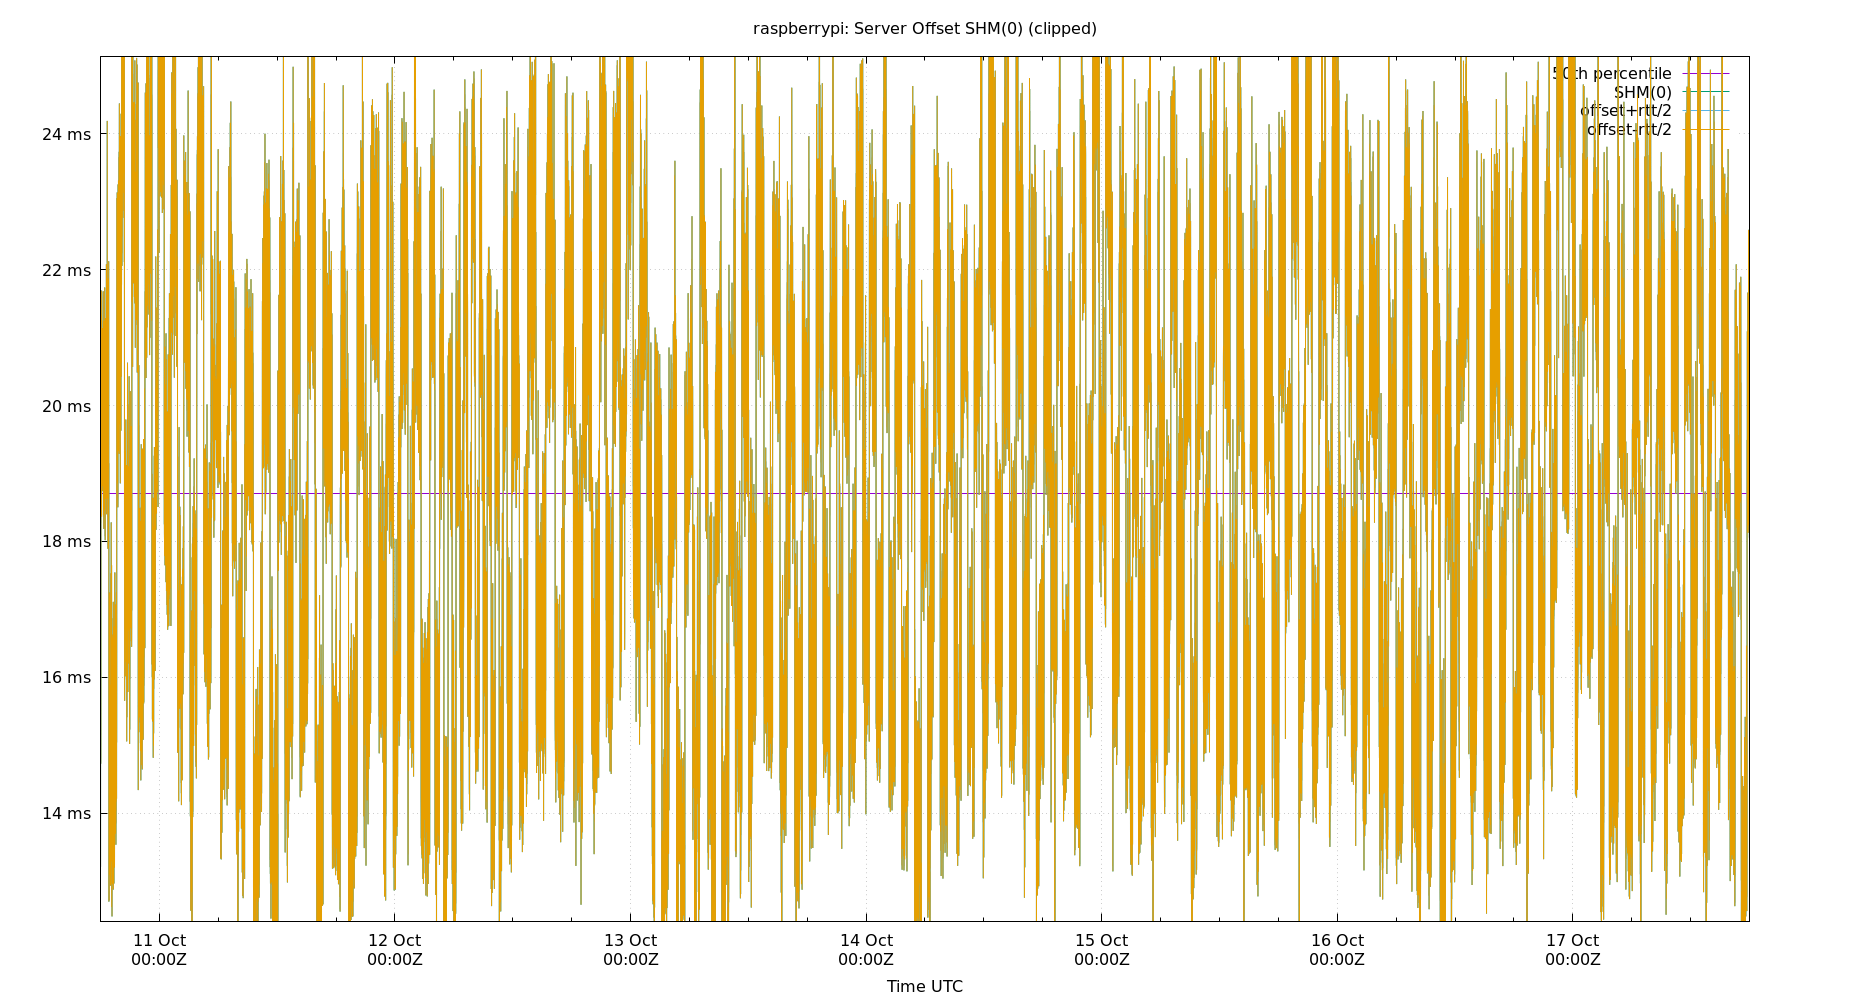 raspberrypi: Server Offset SHM(0) (clipped)
50th percentile
SHM(0)
offset+rtt/2
offset-rtt/2
24 ms
22 ms
20 ms
18 ms
16 ms
14 ms
11 Oct 12 Oct 13 Oct 14 Oct 15 Oct 16 Oct 17 Oct
00:00Z 00:00Z 00:00Z 00:00Z 00:00Z 00:00Z 00:00Z
Time UTC